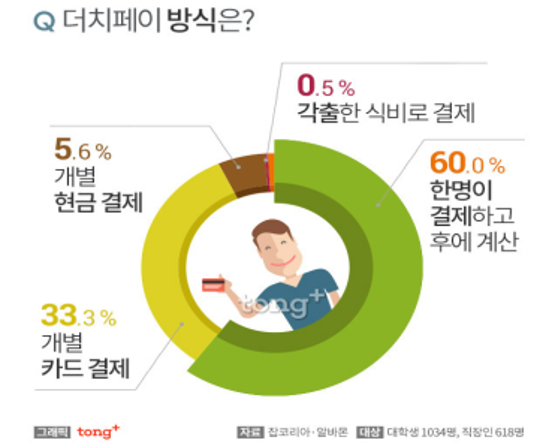 Q 더치페이 방식은?
0.5%
각출한 식비로 결제
5.6%
개별
현금 결제
60.0%
한명이
결제하고
후에 계산
tong+
33.3%
개별
카드 결제
그래픽 tong+ 자료 잡코리아·알바몬 대상 대학생 1034명, 직장인 618명